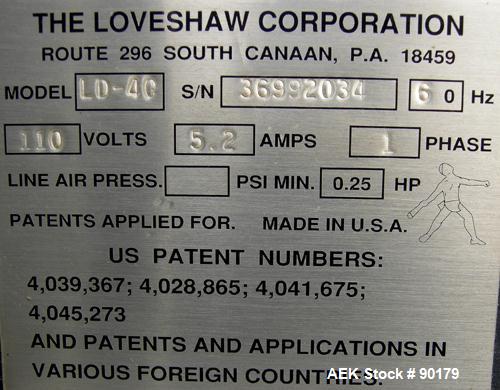 THE LOVESHAW CORPORATION
ROUTE 296 SOUTH CANAAN, P.A. 18459
MODEL LD-4C S/N 36992034 60 Hz
110 VOLTS 5.2 AMPS 1 PHASE
LINE AIR PRESS. PSI MIN. 0.25 HP
PATENTS APPLIED FOR. MADE IN U.S.A.
US PATENT NUMBERS:
4,039,367; 4,028,865; 4,041,675;
4,045,273
AND PATENTS AND APPLICATIONS IN
VARIOUS FOREIGN COUNTRIES.
AEK Stock # 90179